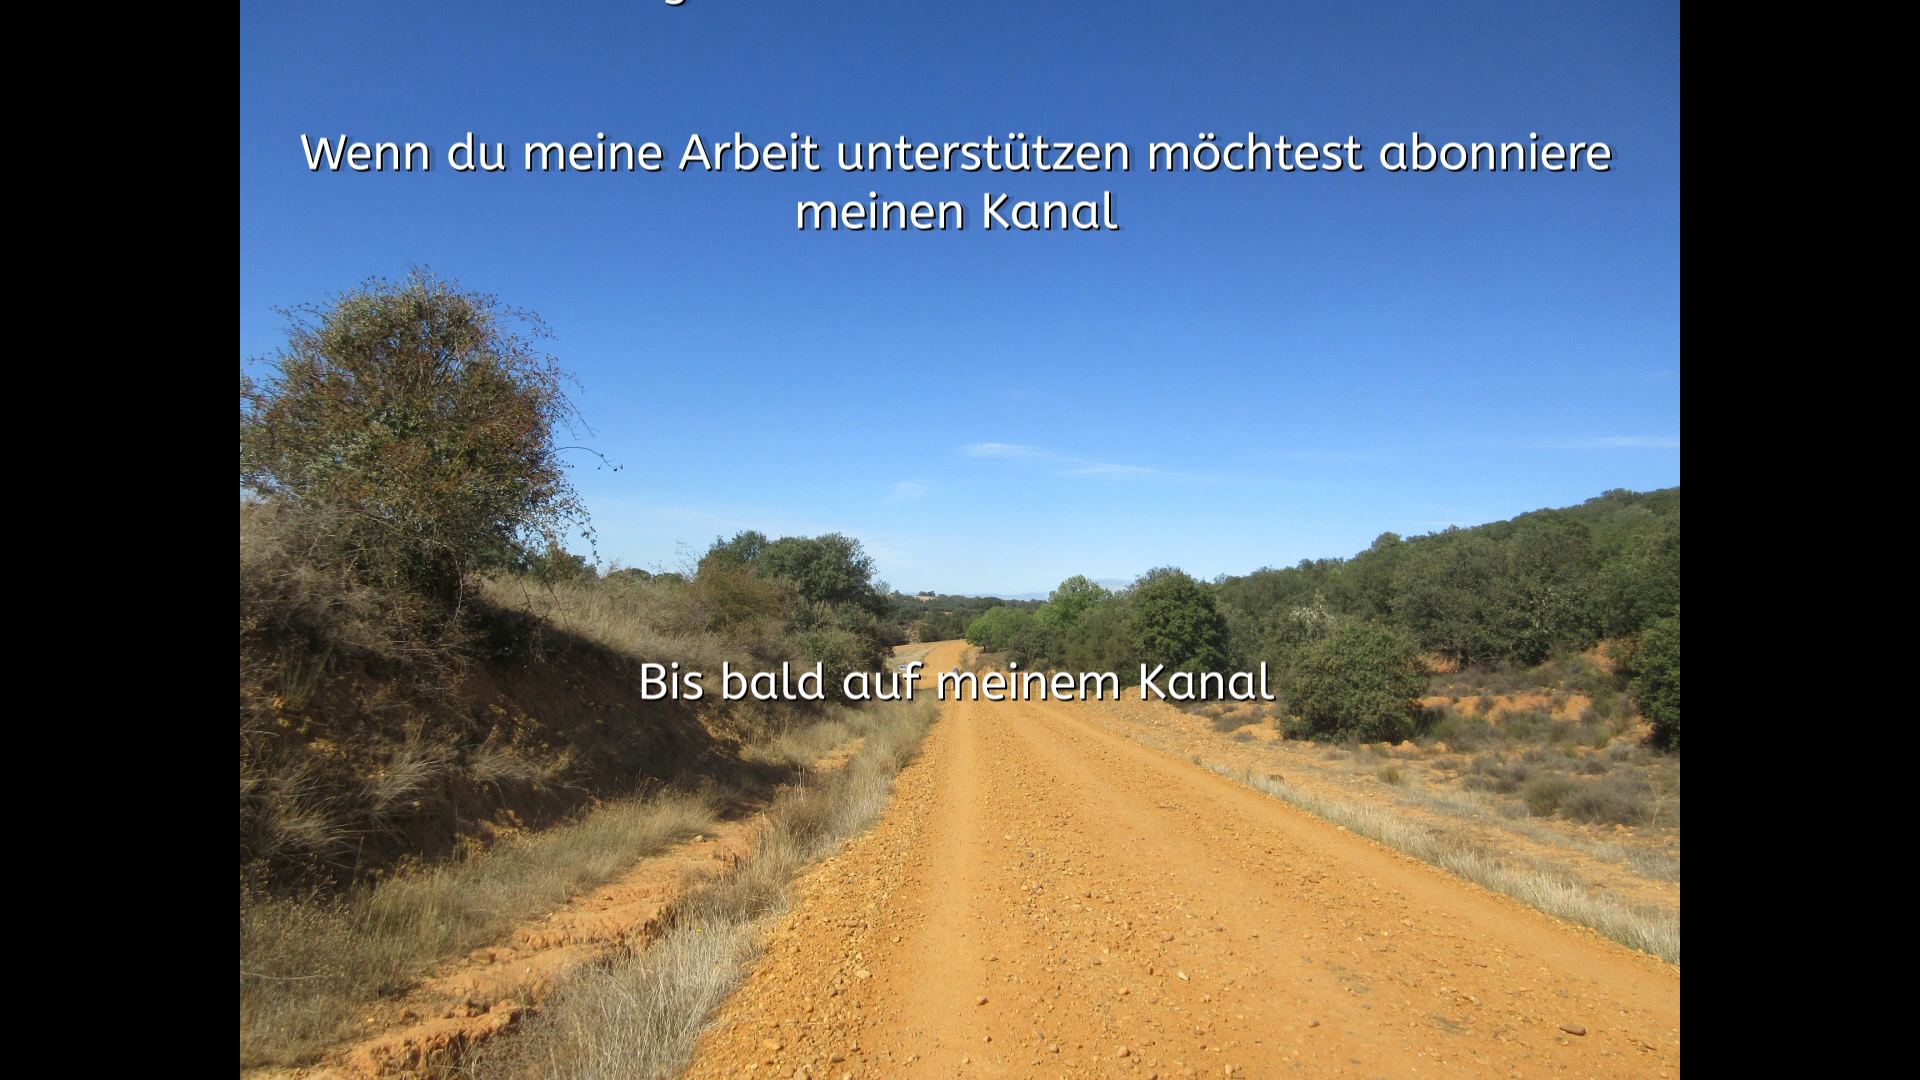 Wenn du meine Arbeit unterstützen möchtest abonniere
meinen Kanal
Bis bald auf meinem Kanal